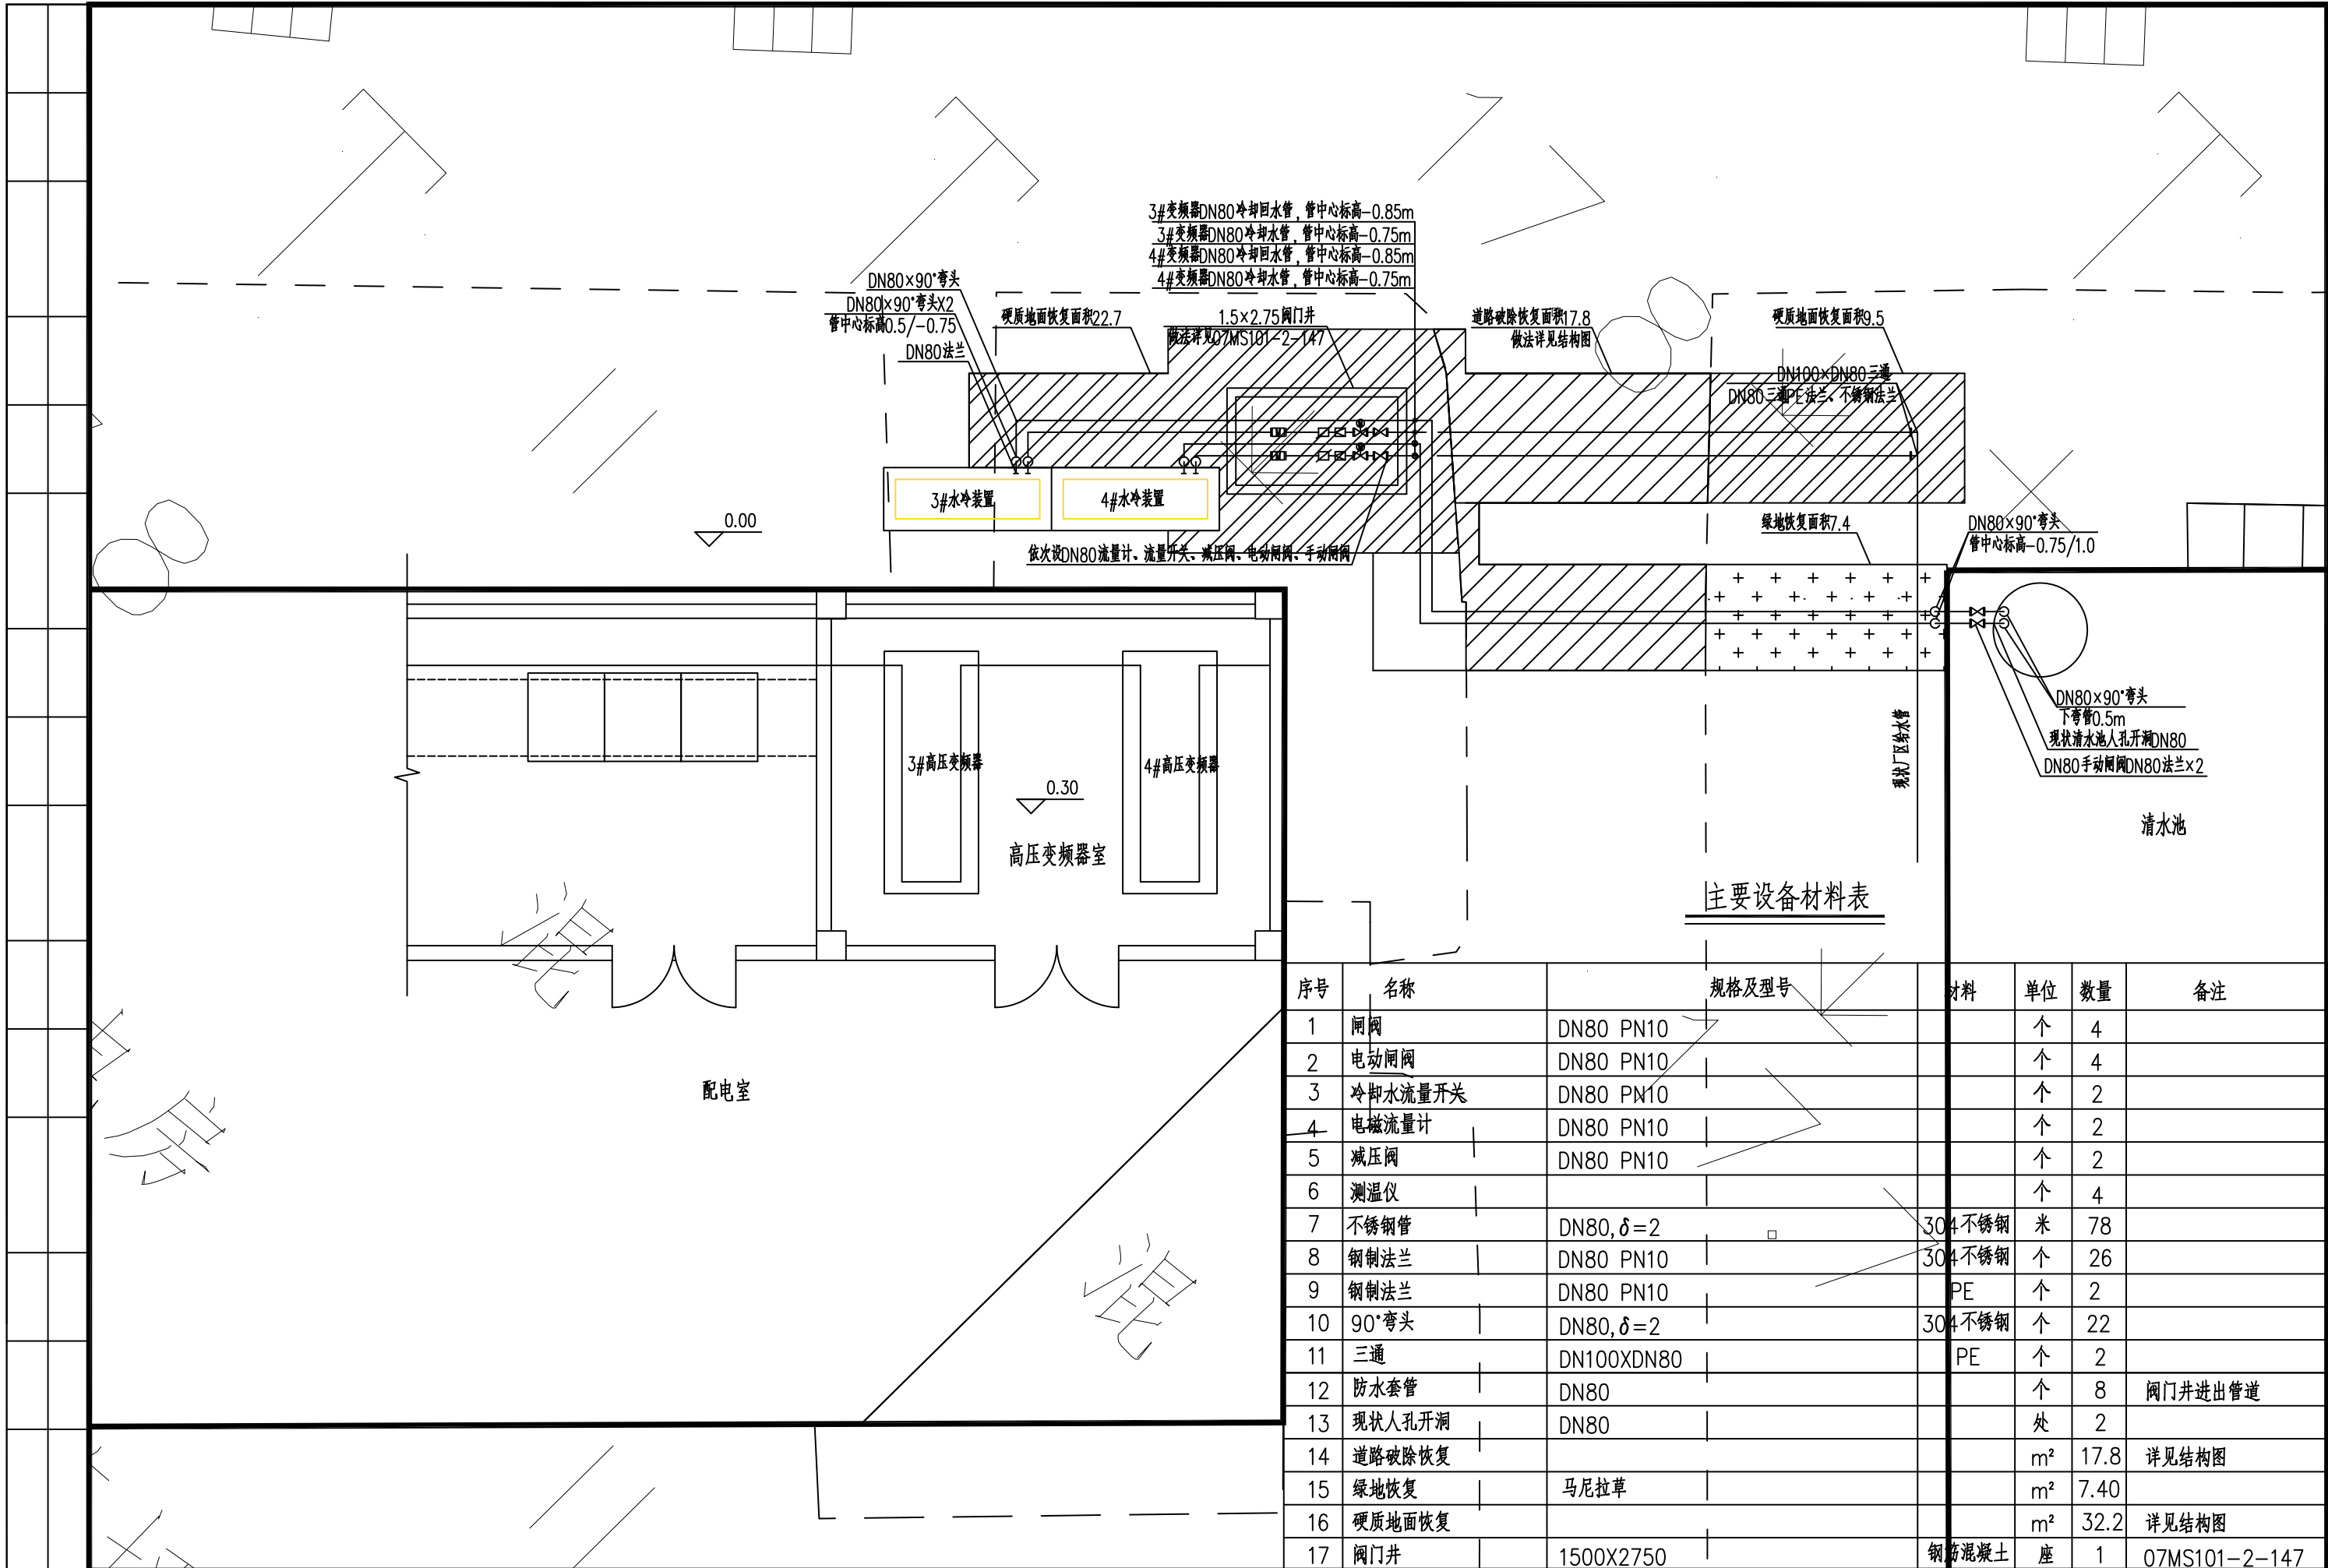 3#变频器DN80冷却回水管，管中心标高-0.85m
3#变频器DN80冷却水管，管中心标高-0.75m
4#变频器DN80冷却回水管，管中心标高-0.85m
4#变频器DN80冷却水管，管中心标高-0.75m
DN80×90°弯头
DN80×90°弯头X2
管中心标高0.5/-0.75
DN80法兰
硬质地面恢复面积22.7
1.5×2.75阀门井
做法详见07MS101-2-147
道路破除恢复面积17.8
做法详见结构图
硬质地面恢复面积9.5
DN100×DN80三通
DN80三通PE法兰、不锈钢法兰
3#水冷装置
4#水冷装置
0.00
依次设DN80流量计、流量开关、减压阀、电动闸阀、手动闸阀
绿地恢复面积7.4
DN80×90°弯头
管中心标高-0.75/1.0
DN80×90°弯头
下弯管0.5m
现状清水池人孔开洞DN80
DN80手动闸阀DN80法兰×2
现状厂区给水管
清水池
3#高压变频器
4#高压变频器
0.30
高压变频器室
配电室
主要设备材料表
序号 名称 规格及型号 材料 单位 数量 备注
1 闸阀 DN80 PN10 个 4
2 电动闸阀 DN80 PN10 个 4
3 冷却水流量开关 DN80 PN10 个 2
4 电磁流量计 DN80 PN10 个 2
5 减压阀 DN80 PN10 个 2
6 测温仪 个 4
7 不锈钢管 DN80,δ=2 304不锈钢 米 78
8 钢制法兰 DN80 PN10 304不锈钢 个 26
9 钢制法兰 DN80 PN10 PE 个 2
10 90°弯头 DN80,δ=2 304不锈钢 个 22
11 三通 DN100XDN80 PE 个 2
12 防水套管 DN80 个 8 阀门井进出管道
13 现状人孔开洞 DN80 处 2
14 道路破除恢复 m² 17.8 详见结构图
15 绿地恢复 马尼拉草 m² 7.40
16 硬质地面恢复 m² 32.2 详见结构图
17 阀门井 1500X2750 钢筋混凝土 座 1 07MS101-2-147